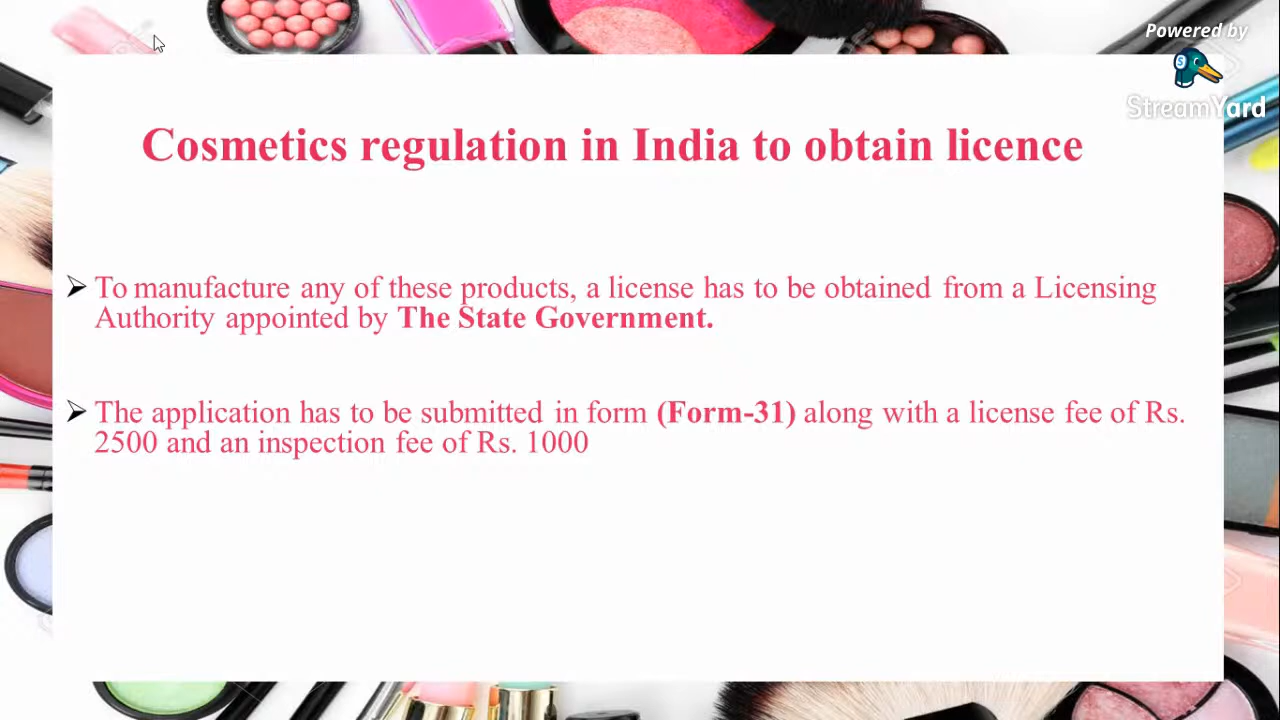 Powered by
StreamYard
Cosmetics regulation in India to obtain licence
To manufacture any of these products, a license has to be obtained from a Licensing
Authority appointed by The State Government.
The application has to be submitted in form (Form-31) along with a license fee of Rs.
2500 and an inspection fee of Rs. 1000